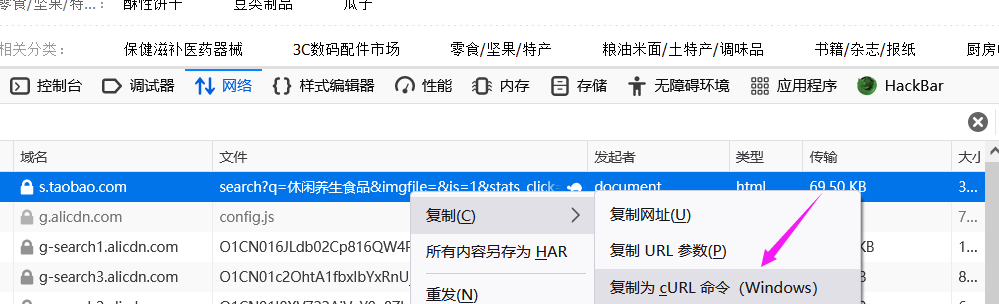 零食/坚果/特... : 酥性饼干 豆类制品 瓜子
相关分类: 保健滋补医药器械 3C数码配件市场 零食/坚果/特产 粮油米面/土特产/调味品 书籍/杂志/报纸 厨房
控制台 调试器 网络 样式编辑器 性能 内存 存储 无障碍环境 应用程序 HackBar
域名 文件 发起者 类型 传输 大小
s.taobao.com search?q=休闲养生食品&imgfile=&is=1&stats_click= document html 69.50 KB 3...
g.alicdn.com config.js 7...
复制(C) 复制网址(U)
g-search1.alicdn.com O1CN016JLdb02Cp816QW4F KB 1...
所有内容另存为 HAR 复制 URL 参数(P)
g-search3.alicdn.com O1CN01c2OhtA1fbxlbYxRnU 3...
重发(N) 复制为 cURL 命令（Windows）